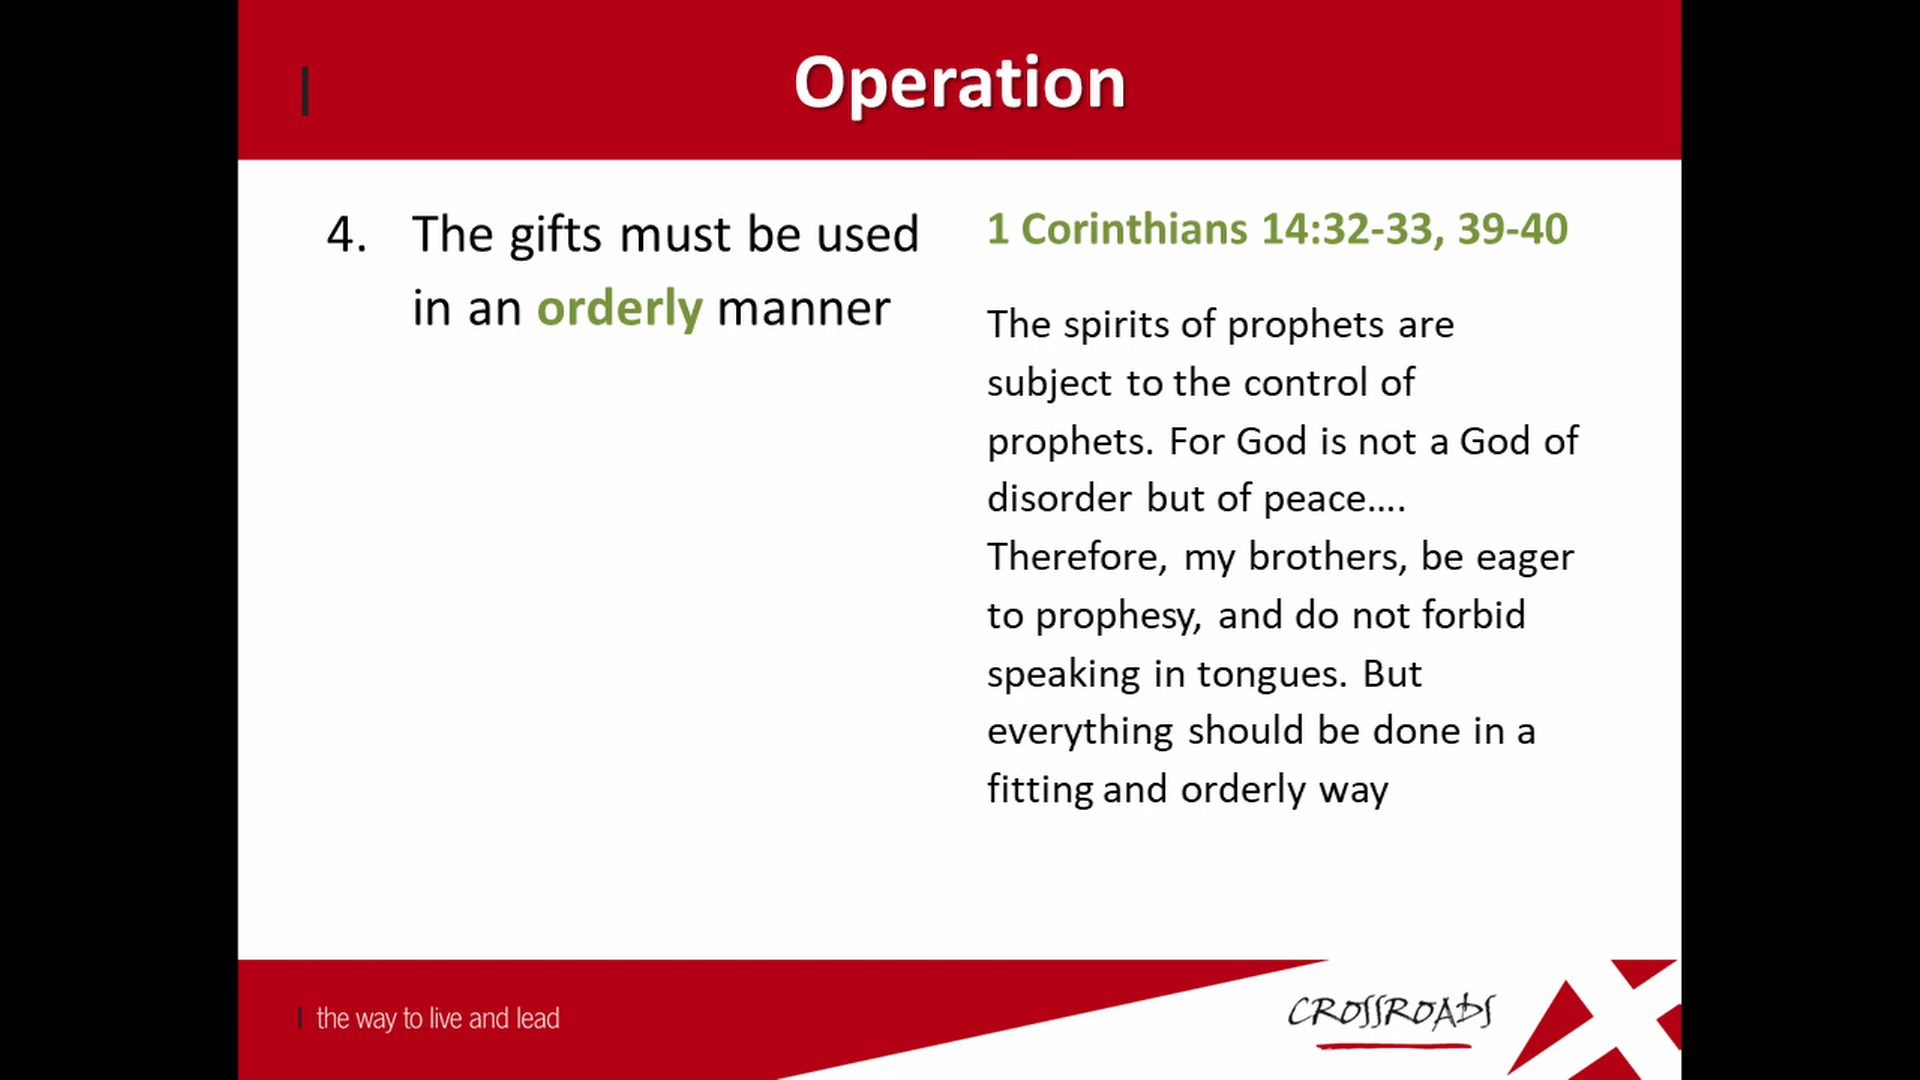 Operation
4. The gifts must be used
in an orderly manner
1 Corinthians 14:32-33, 39-40
The spirits of prophets are
subject to the control of
prophets. For God is not a God of
disorder but of peace....
Therefore, my brothers, be eager
to prophesy, and do not forbid
speaking in tongues. But
everything should be done in a
fitting and orderly way
the way to live and lead
CROSSROADS